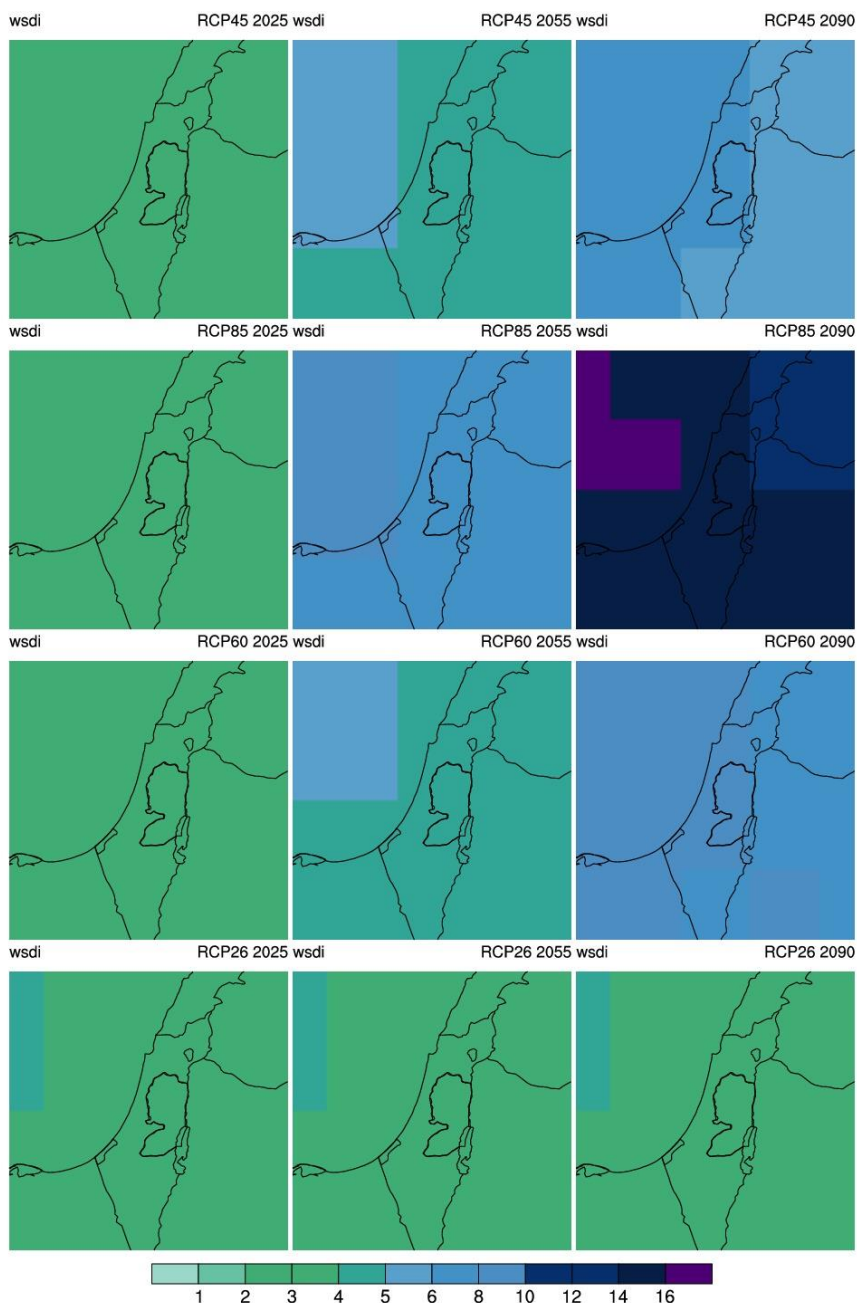 wsdi RCP45 2025 wsdi RCP45 2055 wsdi RCP45 2090
wsdi RCP85 2025 wsdi RCP85 2055 wsdi RCP85 2090
wsdi RCP60 2025 wsdi RCP60 2055 wsdi RCP60 2090
wsdi RCP26 2025 wsdi RCP26 2055 wsdi RCP26 2090
1 2 3 4 5 6 8 10 12 14 16